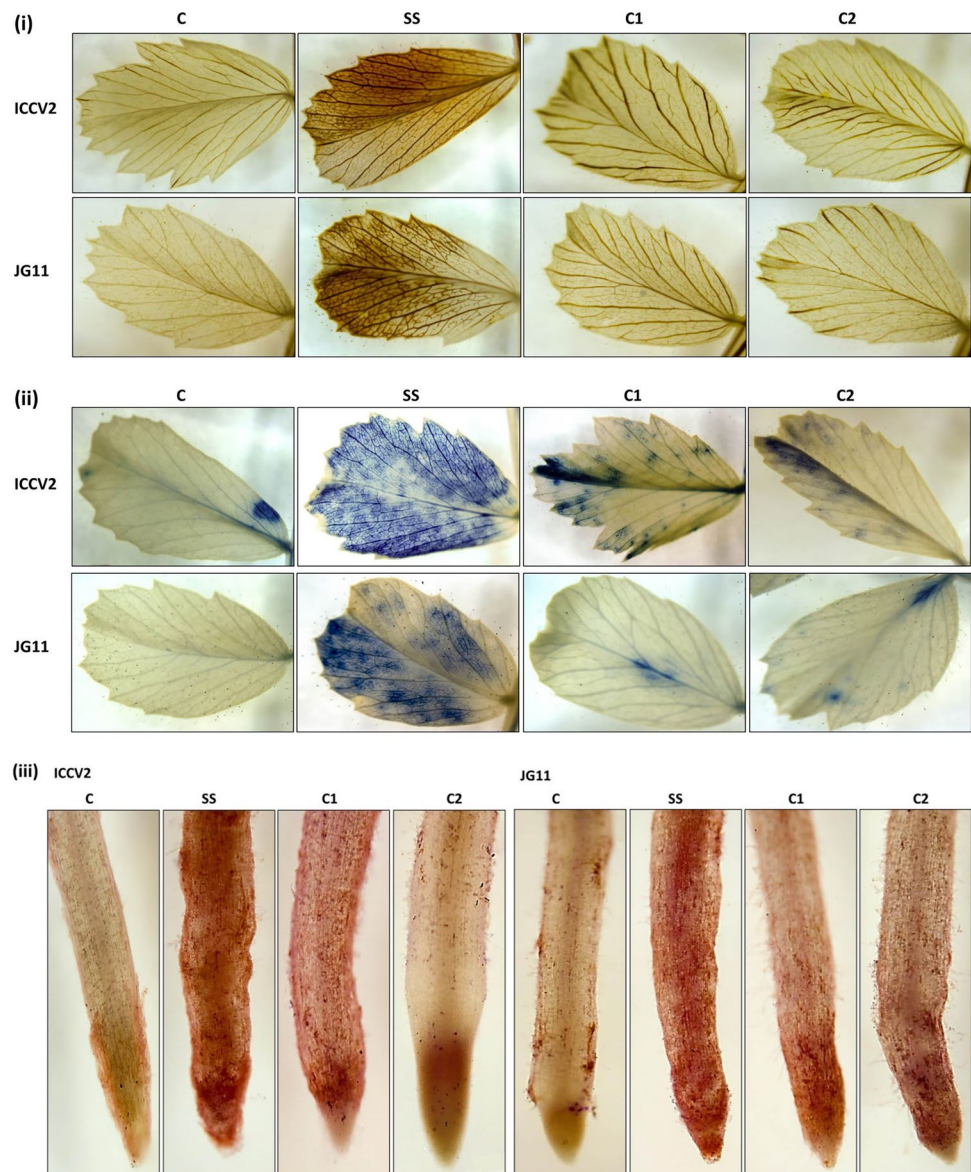 (i) C SS C1 C2
ICCV2
JG11
(ii) C SS C1 C2
ICCV2
JG11
(iii) ICCV2 JG11
C SS C1 C2 C SS C1 C2